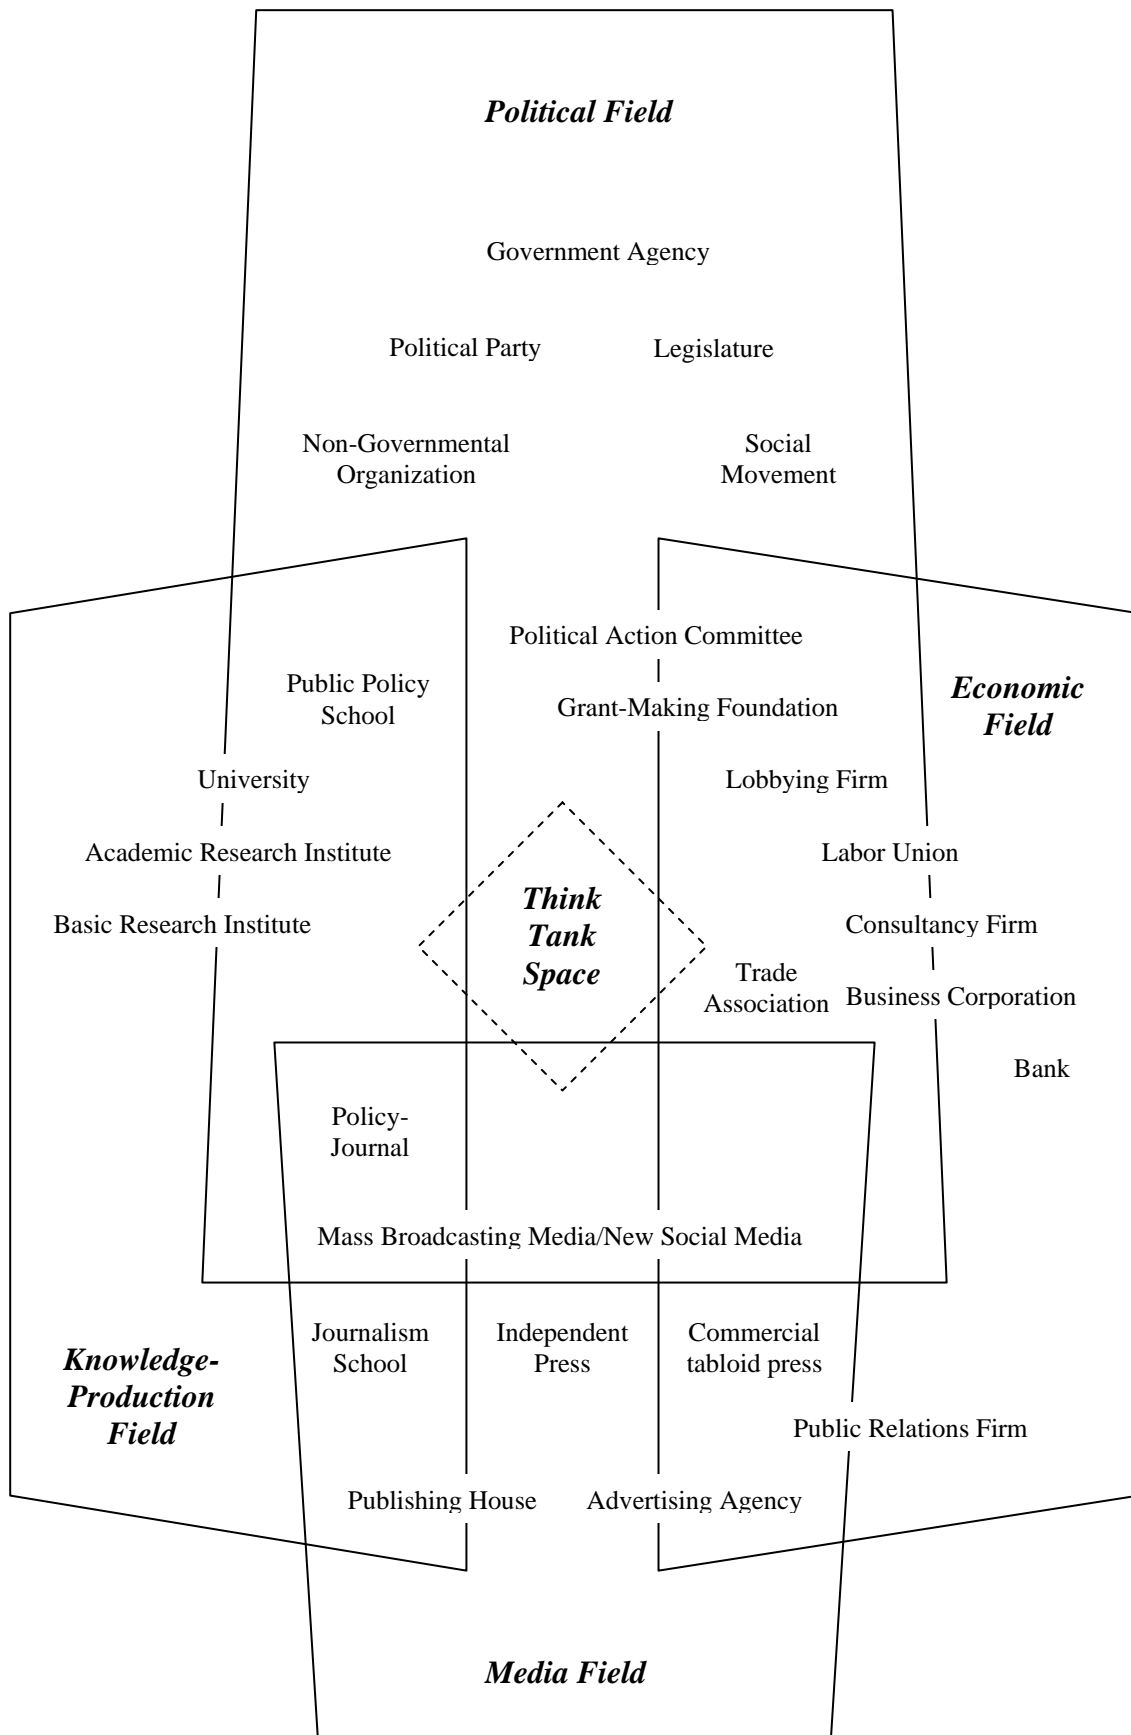 Political Field
Government Agency
Political Party
Legislature
Non-Governmental
Organization
Social
Movement
Political Action Committee
Public Policy
School
Grant-Making Foundation
Economic
Field
University
Lobbying Firm
Academic Research Institute
Labor Union
Basic Research Institute
Think
Tank
Space
Consultancy Firm
Trade
Association
Business Corporation
Bank
Policy-
Journal
Mass Broadcasting Media/New Social Media
Journalism
School
Independent
Press
Commercial
tabloid press
Knowledge-
Production
Field
Public Relations Firm
Publishing House
Advertising Agency
Media Field